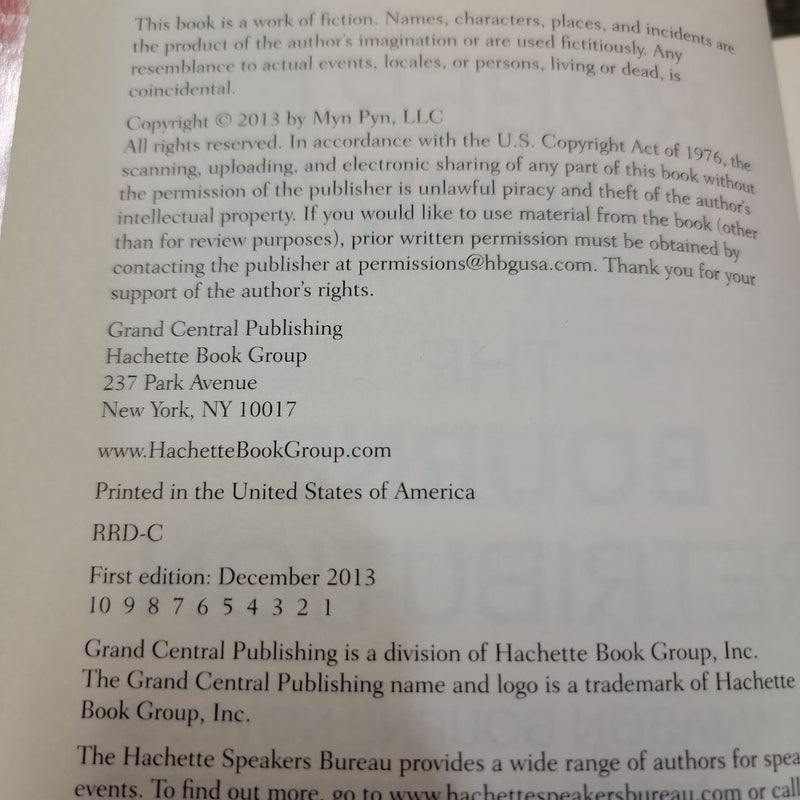 This book is a work of fiction. Names, characters, places, and incidents are
the product of the author's imagination or are used fictitiously. Any
resemblance to actual events, locales, or persons, living or dead, is
coincidental.
Copyright © 2013 by Myn Pyn, LLC
All rights reserved. In accordance with the U.S. Copyright Act of 1976, the
scanning, uploading, and electronic sharing of any part of this book without
the permission of the publisher is unlawful piracy and theft of the author's
intellectual property. If you would like to use material from the book (other
than for review purposes), prior written permission must be obtained by
contacting the publisher at permissions@hbgusa.com. Thank you for your
support of the author's rights.
Grand Central Publishing
Hachette Book Group
237 Park Avenue
New York, NY 10017
www.HachetteBookGroup.com
Printed in the United States of America
RRD-C
First edition: December 2013
10 9 8 7 6 5 4 3 2 1
Grand Central Publishing is a division of Hachette Book Group, Inc.
The Grand Central Publishing name and logo is a trademark of Hachette
Book Group, Inc.
The Hachette Speakers Bureau provides a wide range of authors for spea
events. To find out more, go to www.hachettespeakersbureau.com or call